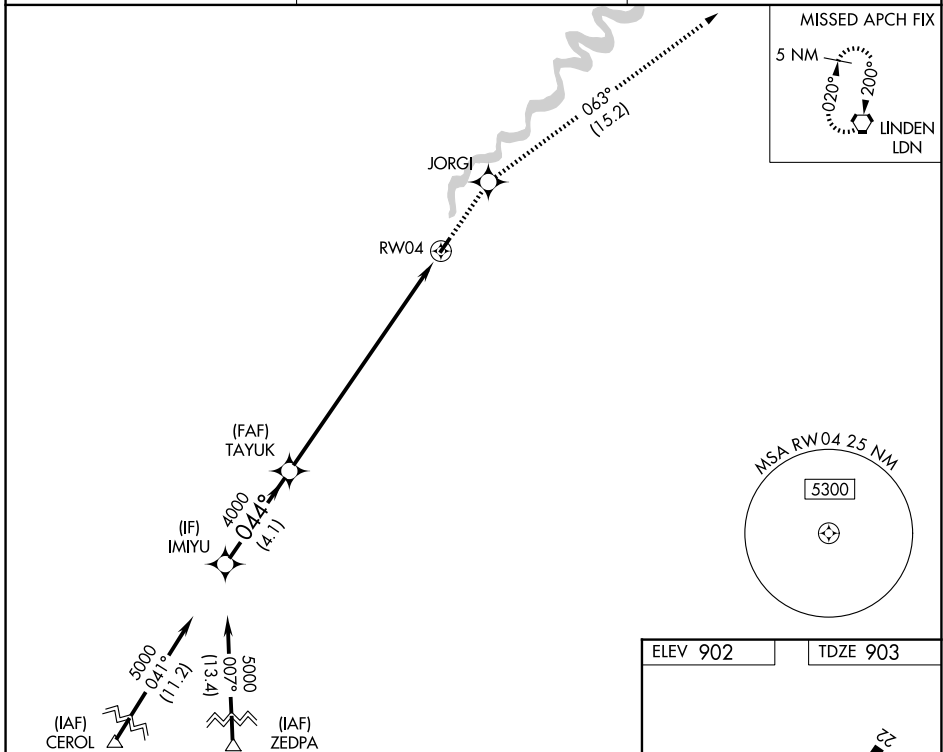 MISSED APCH FIX
5 NM
020°
200°
LINDEN
LDN
063°
(15.2)
JORGI
RW04
(FAF)
TAYUK
4000
044°
(4.1)
(IF)
IMIYU
MSA RW04 25 NM
5300
5000
041°
(11.2)
5000
007°
(13.4)
(IAF)
CEROL
(IAF)
ZEDPA
ELEV 902
TDZE 903
22